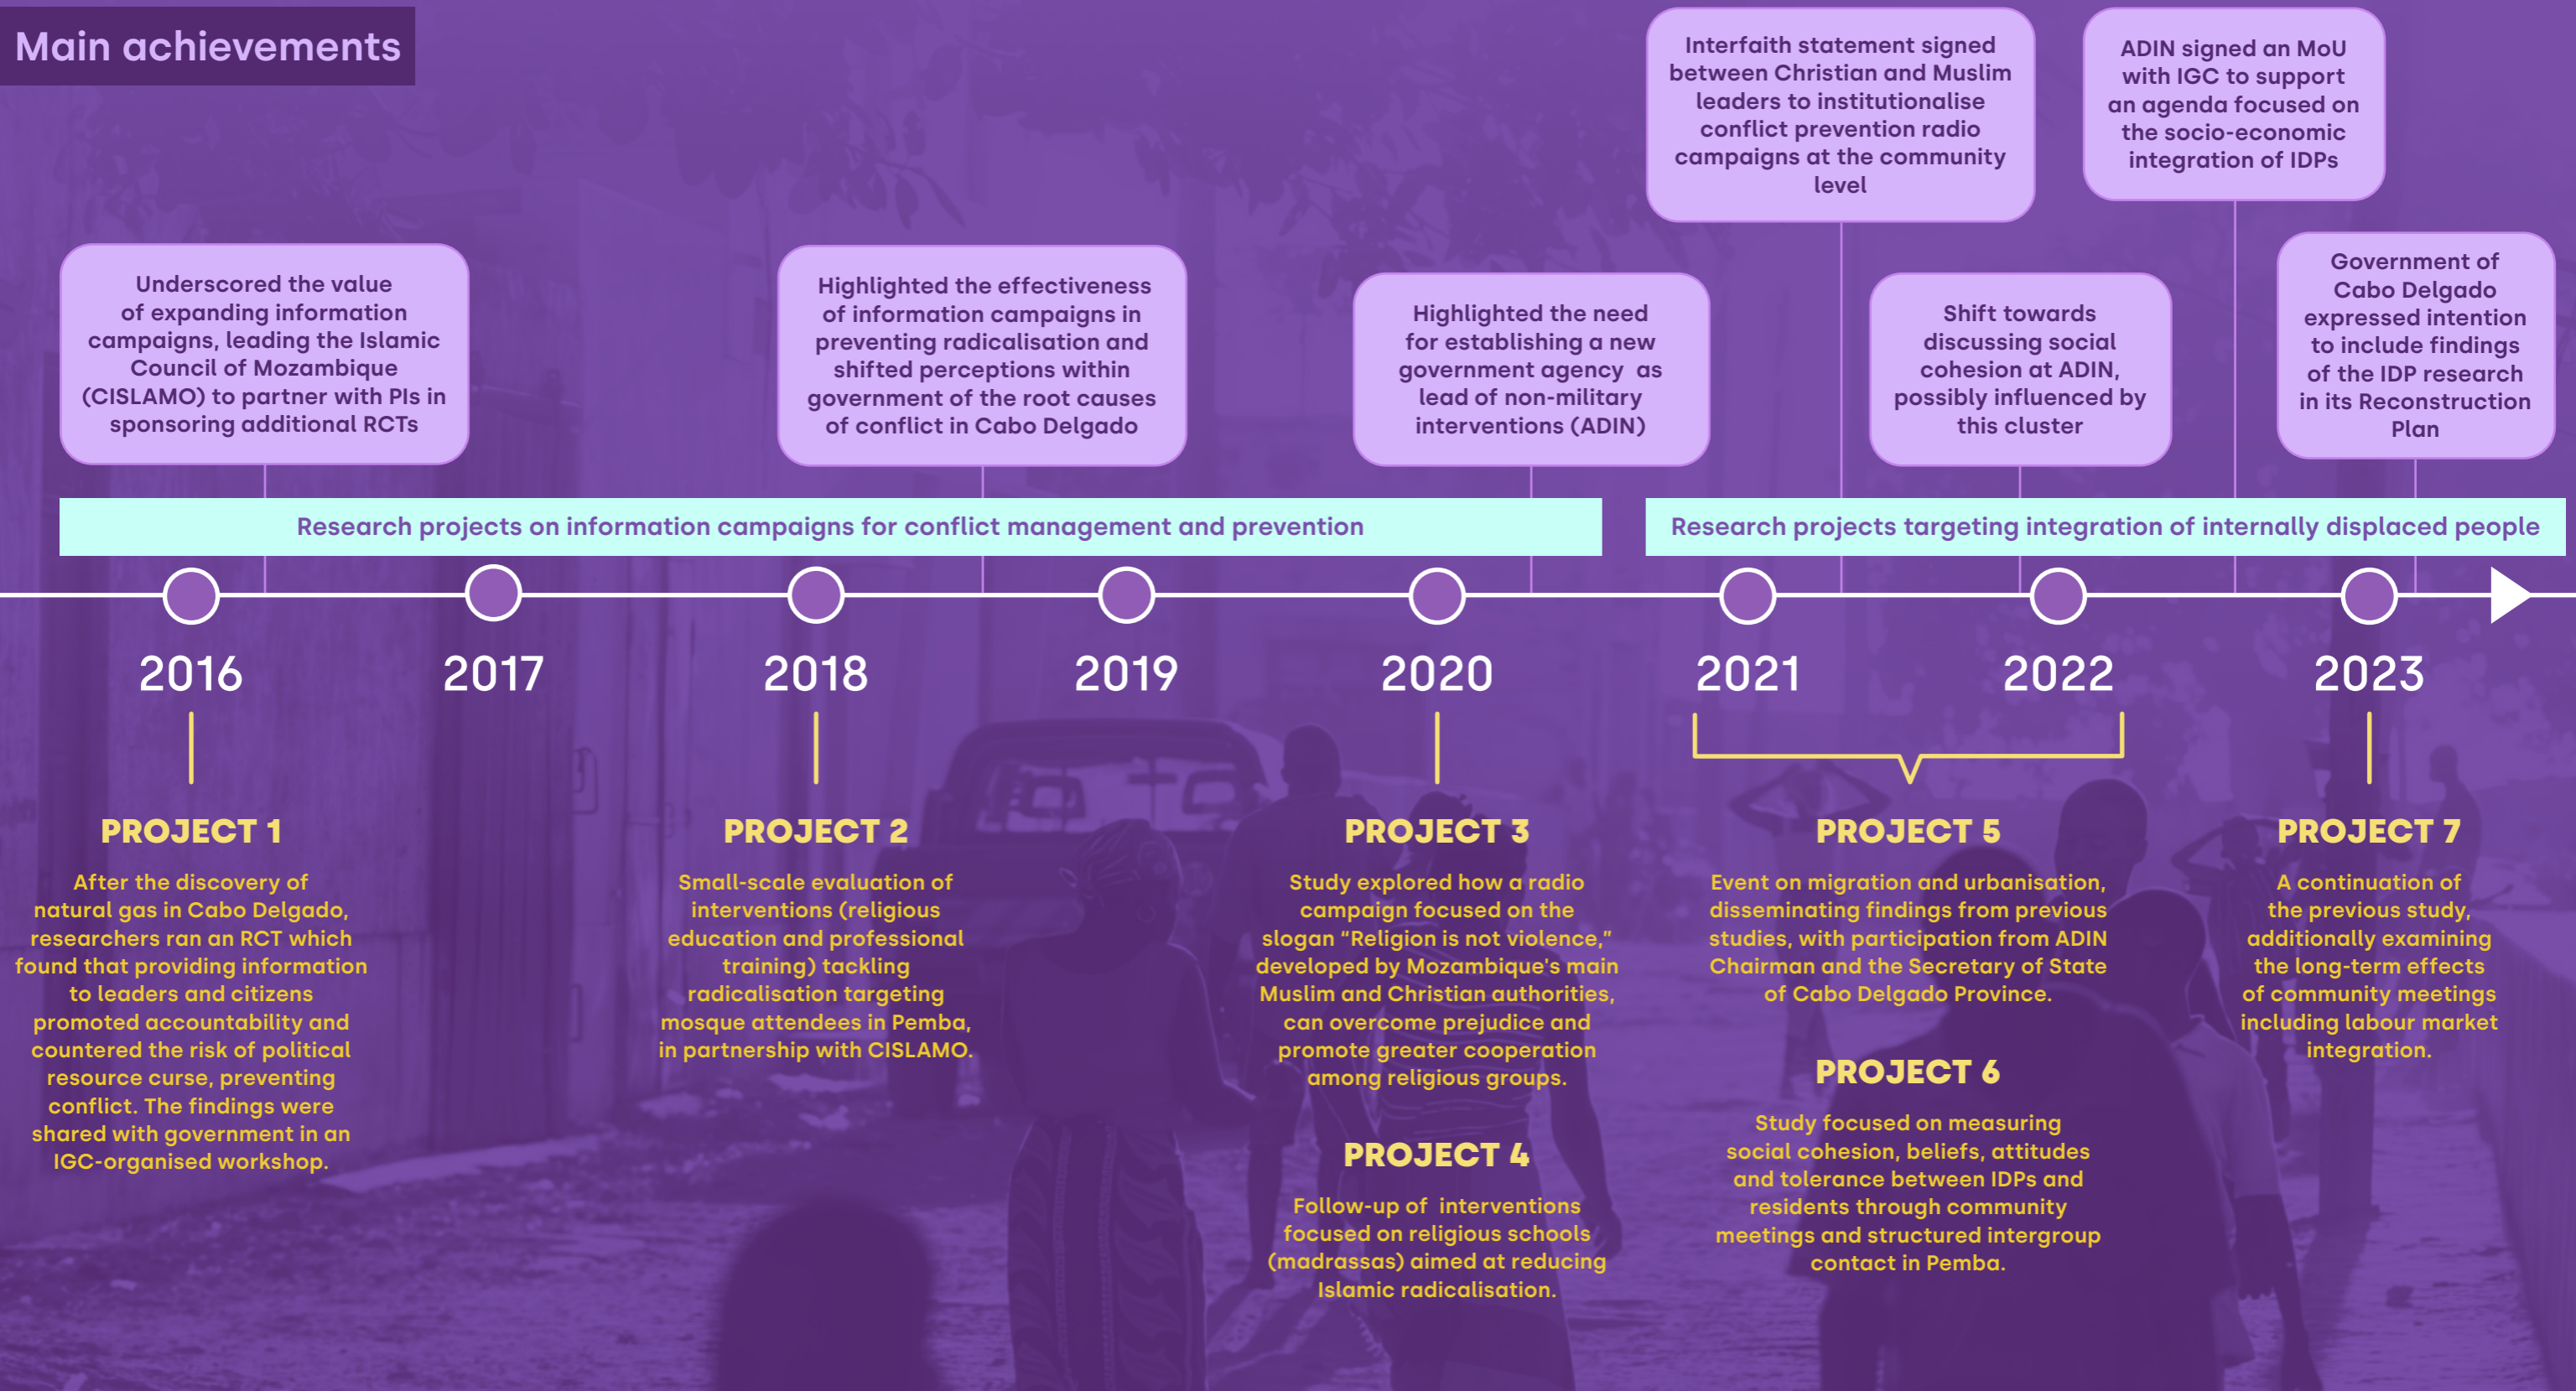 Main achievements
Underscored the value
of expanding information
campaigns, leading the Islamic
Council of Mozambique
(CISLAMO) to partner with PIs in
sponsoring additional RCTs
Highlighted the effectiveness
of information campaigns in
preventing radicalisation and
shifted perceptions within
government of the root causes
of conflict in Cabo Delgado
Highlighted the need
for establishing a new
government agency as
lead of non-military
interventions (ADIN)
Interfaith statement signed
between Christian and Muslim
leaders to institutionalise
conflict prevention radio
campaigns at the community
level
Shift towards
discussing social
cohesion at ADIN,
possibly influenced by
this cluster
ADIN signed an MoU
with IGC to support
an agenda focused on
the socio-economic
integration of IDPs
Government of
Cabo Delgado
expressed intention
to include findings
of the IDP research
in its Reconstruction
Plan
Research projects on information campaigns for conflict management and prevention
Research projects targeting integration of internally displaced people
2016
2017
2018
2019
2020
2021
2022
2023
PROJECT 1
After the discovery of
natural gas in Cabo Delgado,
researchers ran an RCT which
found that providing information
to leaders and citizens
promoted accountability and
countered the risk of political
resource curse, preventing
conflict. The findings were
shared with government in an
IGC-organised workshop.
PROJECT 2
Small-scale evaluation of
interventions (religious
education and professional
training) tackling
radicalisation targeting
mosque attendees in Pemba,
in partnership with CISLAMO.
PROJECT 3
Study explored how a radio
campaign focused on the
slogan “Religion is not violence,”
developed by Mozambique's main
Muslim and Christian authorities,
can overcome prejudice and
promote greater cooperation
among religious groups.
PROJECT 4
Follow-up of interventions
focused on religious schools
(madrassas) aimed at reducing
Islamic radicalisation.
PROJECT 5
Event on migration and urbanisation,
disseminating findings from previous
studies, with participation from ADIN
Chairman and the Secretary of State
of Cabo Delgado Province.
PROJECT 6
Study focused on measuring
social cohesion, beliefs, attitudes
and tolerance between IDPs and
residents through community
meetings and structured intergroup
contact in Pemba.
PROJECT 7
A continuation of
the previous study,
additionally examining
the long-term effects
of community meetings
including labour market
integration.